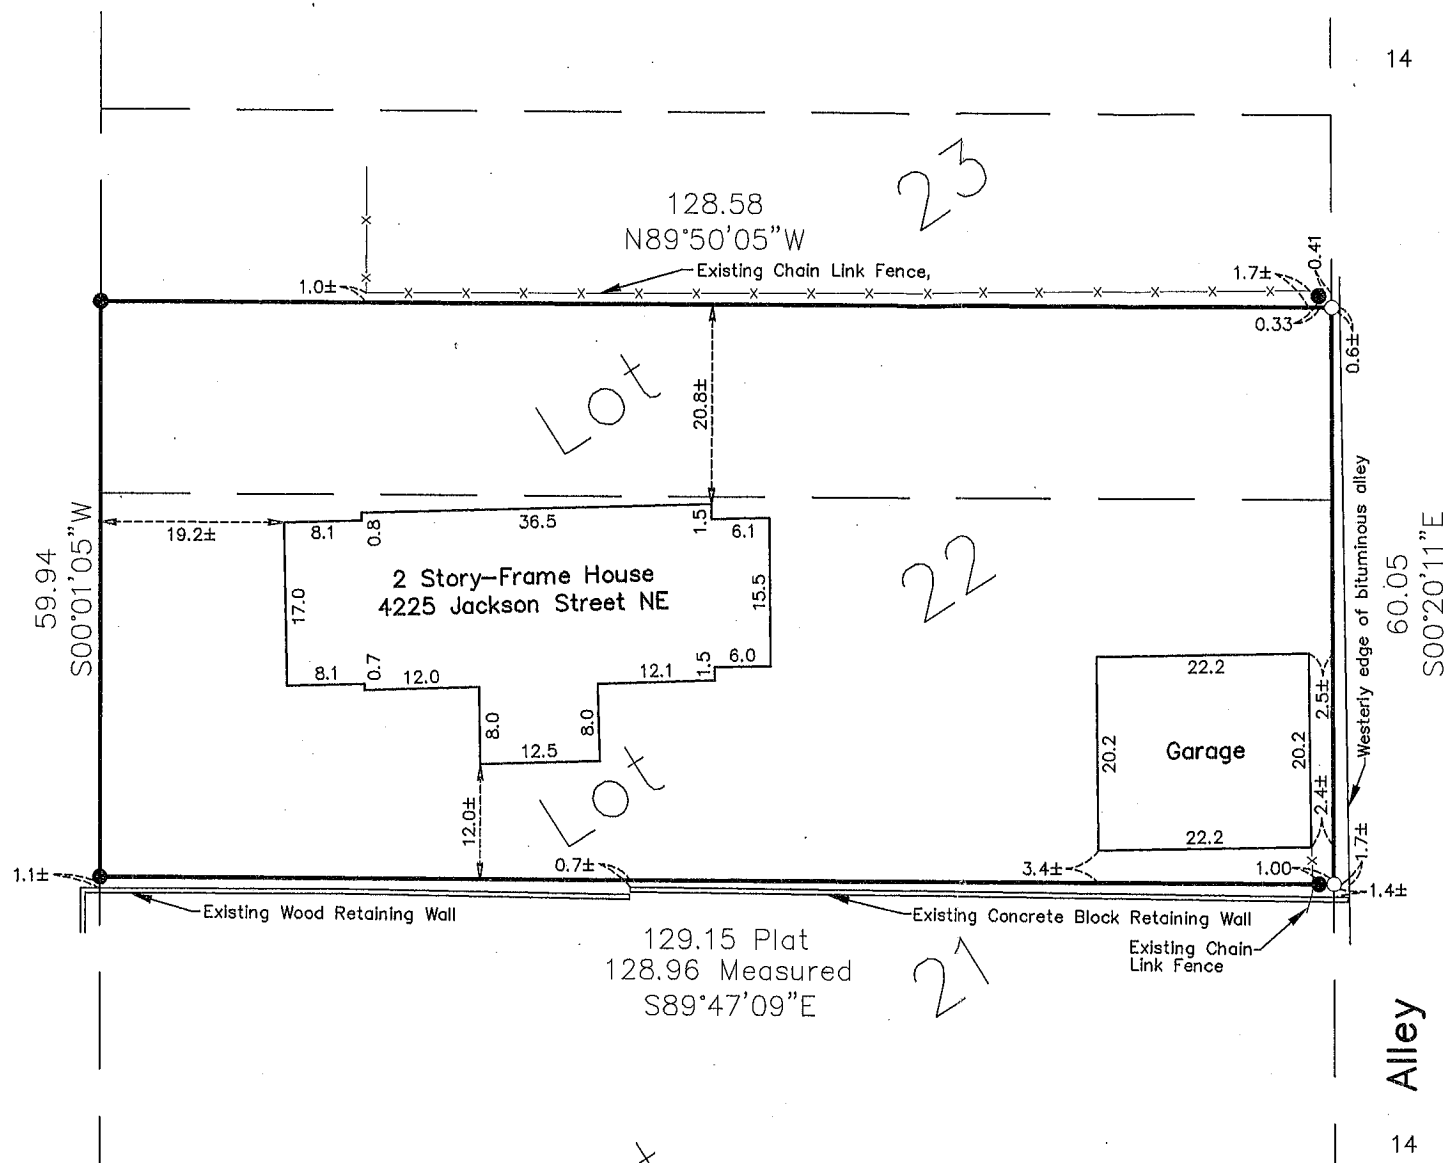 14
23
128.58
N89°50'05"W
Existing Chain Link Fence,
1.0±
1.7±
0.41
0.33
0.6±
Lot
20.8±
19.2±
8.1
0.8
36.5
1.5
6.1
59.94
S00°01'05"W
2 Story-Frame House
4225 Jackson Street NE
17.0
15.5
22
Westerly edge of bituminous alley
60.05
S00°20'11"E
8.1
0.7
12.0
12.1
1.5
6.0
8.0
8.0
12.5
22.2
2.5±
20.2
Garage
20.2
2.4±
22.2
12.0±
Lot
1.1±
0.7±
3.4±
1.00
1.7±
1.4±
Existing Wood Retaining Wall
Existing Concrete Block Retaining Wall
129.15 Plat
128.96 Measured
S89°47'09"E
21
Existing Chain
Link Fence
Alley
14